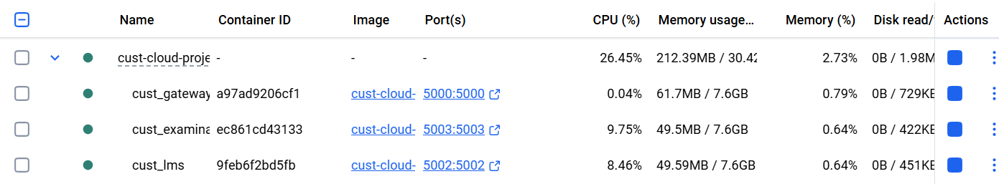 Name Container ID Image Port(s) CPU (%) Memory usage... Memory (%) Disk read/ Actions
cust-cloud-proje - - - 26.45% 212.39MB / 30.42 2.73% 0B / 1.98M
cust_gateway a97ad9206cf1 cust-cloud- 5000:5000 0.04% 61.7MB / 7.6GB 0.79% 0B / 729KB
cust_examina ec861cd43133 cust-cloud- 5003:5003 9.75% 49.5MB / 7.6GB 0.64% 0B / 422KB
cust_lms 9feb6f2bd5fb cust-cloud- 5002:5002 8.46% 49.59MB / 7.6GB 0.64% 0B / 451KB